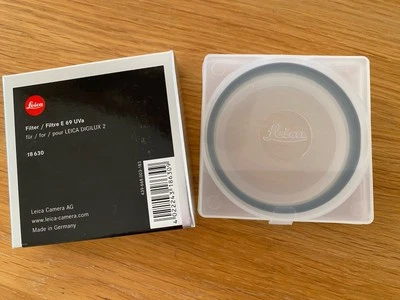 Leica
Filter / Filtre E 69 UVa
für / for / pour LEICA DIGILUX 2
18 630
4022243186309
Leica Camera AG
www.leica-camera.com
Made in Germany
Leica